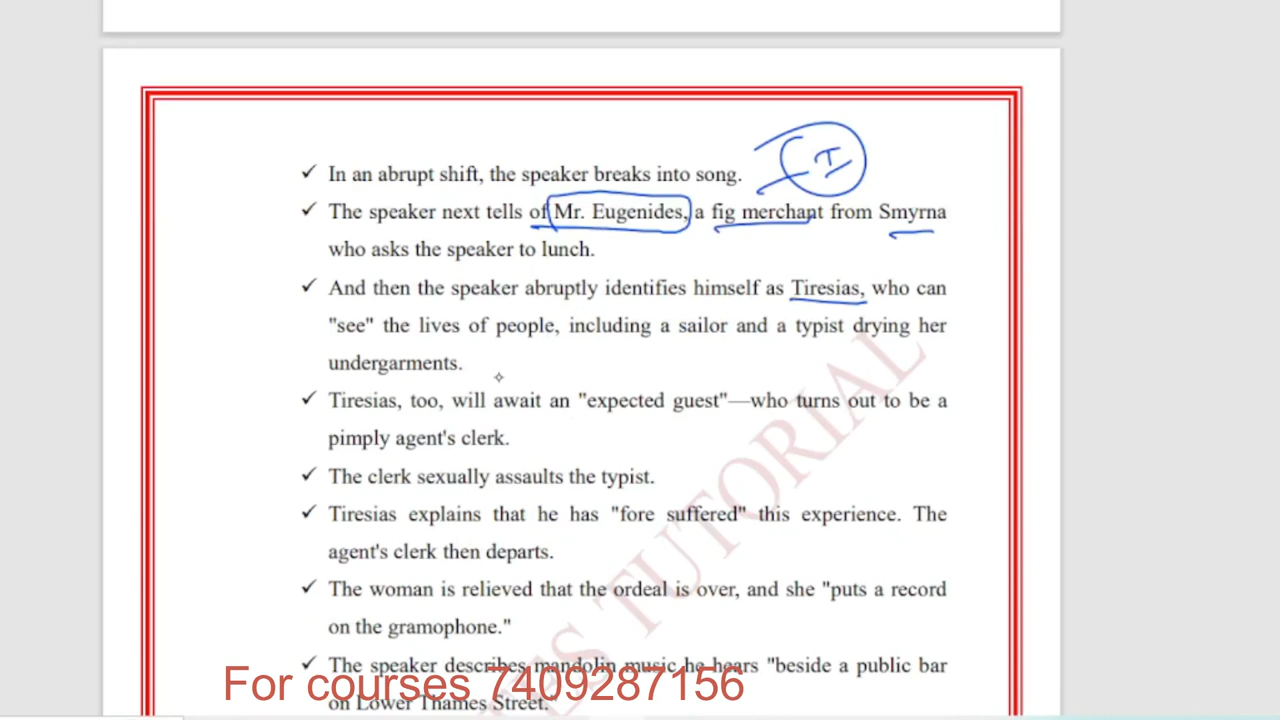 ✓ In an abrupt shift, the speaker breaks into song.
I
✓ The speaker next tells of Mr. Eugenides, a fig merchant from Smyrna
who asks the speaker to lunch.
✓ And then the speaker abruptly identifies himself as Tiresias, who can
"see" the lives of people, including a sailor and a typist drying her
undergarments.
✓ Tiresias, too, will await an "expected guest"—who turns out to be a
pimply agent's clerk.
✓ The clerk sexually assaults the typist.
✓ Tiresias explains that he has "fore suffered" this experience. The
agent's clerk then departs.
✓ The woman is relieved that the ordeal is over, and she "puts a record
on the gramophone."
✓ The speaker describes mandolin music he hears "beside a public bar
on Lower Thames Street."
For courses 7409287156
TUTORIAL